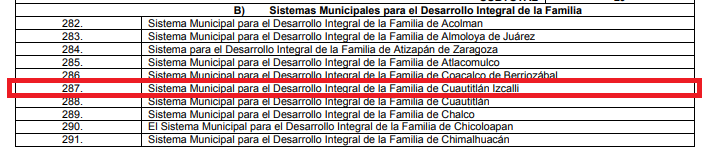 B) Sistemas Municipales para el Desarrollo Integral de la Familia
282. Sistema Municipal para el Desarrollo Integral de la Familia de Acolman
283. Sistema Municipal para el Desarrollo Integral de la Familia de Almoloya de Juárez
284. Sistema para el Desarrollo Integral de la Familia de Atizapán de Zaragoza
285. Sistema Municipal para el Desarrollo Integral de la Familia de Atlacomulco
286. Sistema Municipal para el Desarrollo Integral de la Familia de Coacalco de Berriozábal
287. Sistema Municipal para el Desarrollo Integral de la Familia de Cuautitlán Izcalli
288. Sistema Municipal para el Desarrollo Integral de la Familia de Cuautitlán
289. Sistema Municipal para el Desarrollo Integral de la Familia de Chalco
290. El Sistema Municipal para el Desarrollo Integral de la Familia de Chicoloapan
291. Sistema Municipal para el Desarrollo Integral de la Familia de Chimalhuacán